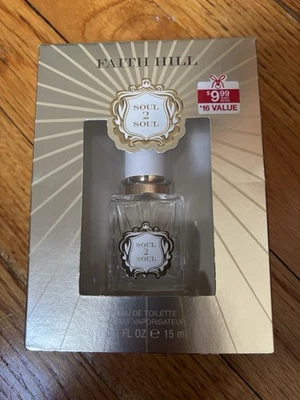 FAITH HILL
SOUL
2
SOUL
$9.99
$16 VALUE
SOUL
2
SOUL
EAU DE TOILETTE
SPRAY VAPORISATEUR
FL OZ ℮ 15 ml